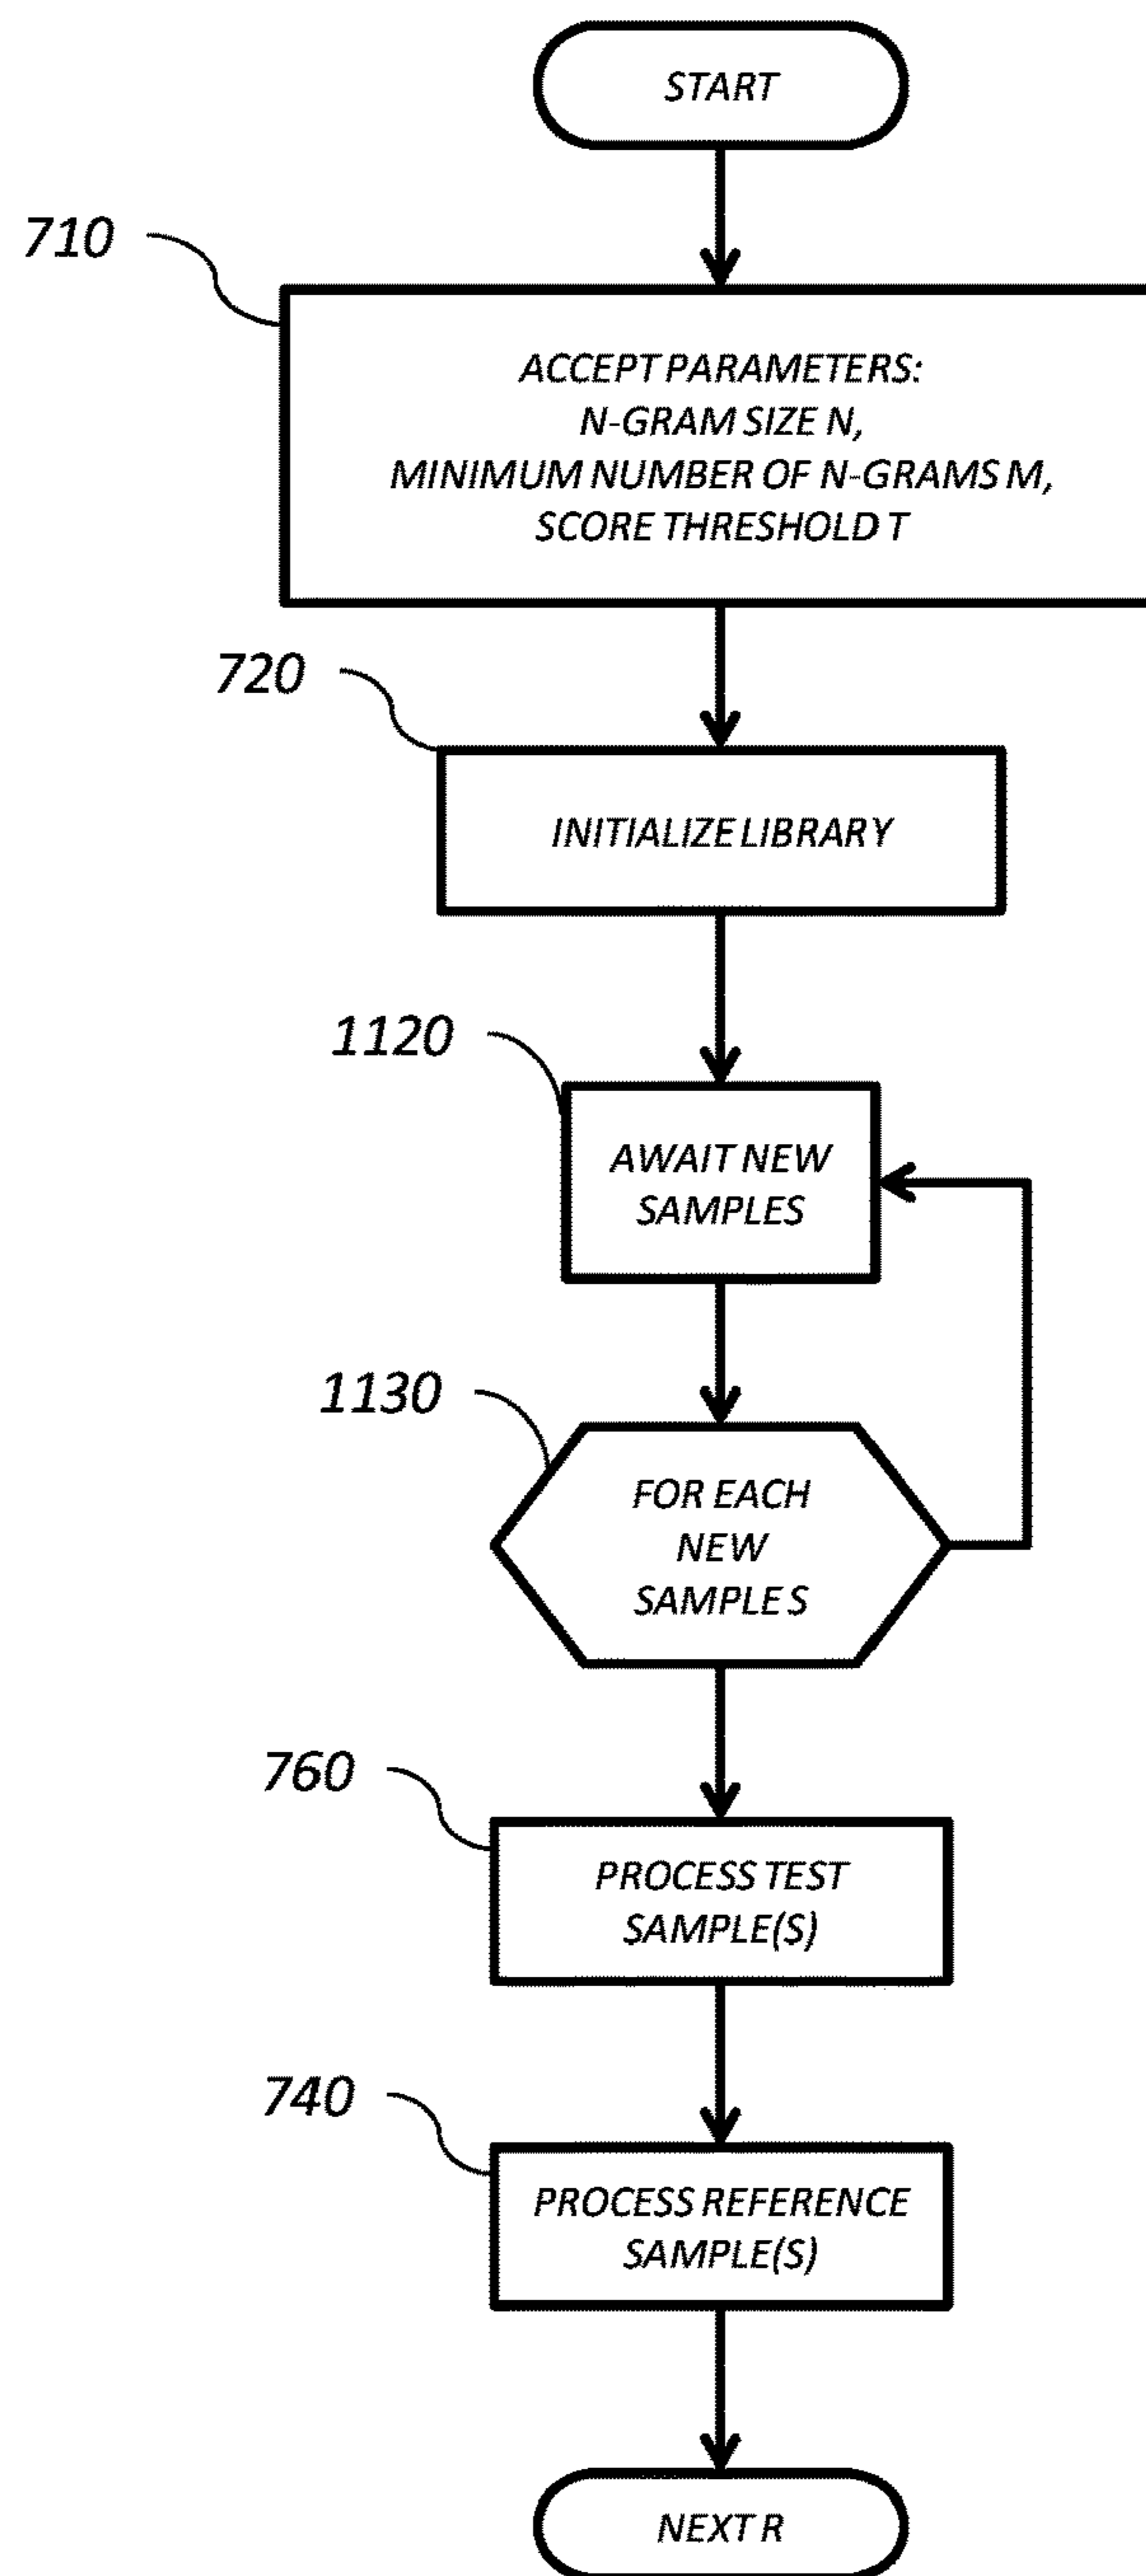 START
710
ACCEPT PARAMETERS:
N-GRAM SIZE N,
MINIMUM NUMBER OF N-GRAMS M,
SCORE THRESHOLD T
720
INITIALIZE LIBRARY
1120
AWAIT NEW
SAMPLES
1130
FOR EACH
NEW
SAMPLE S
760
PROCESS TEST
SAMPLE(S)
740
PROCESS REFERENCE
SAMPLE(S)
NEXT R